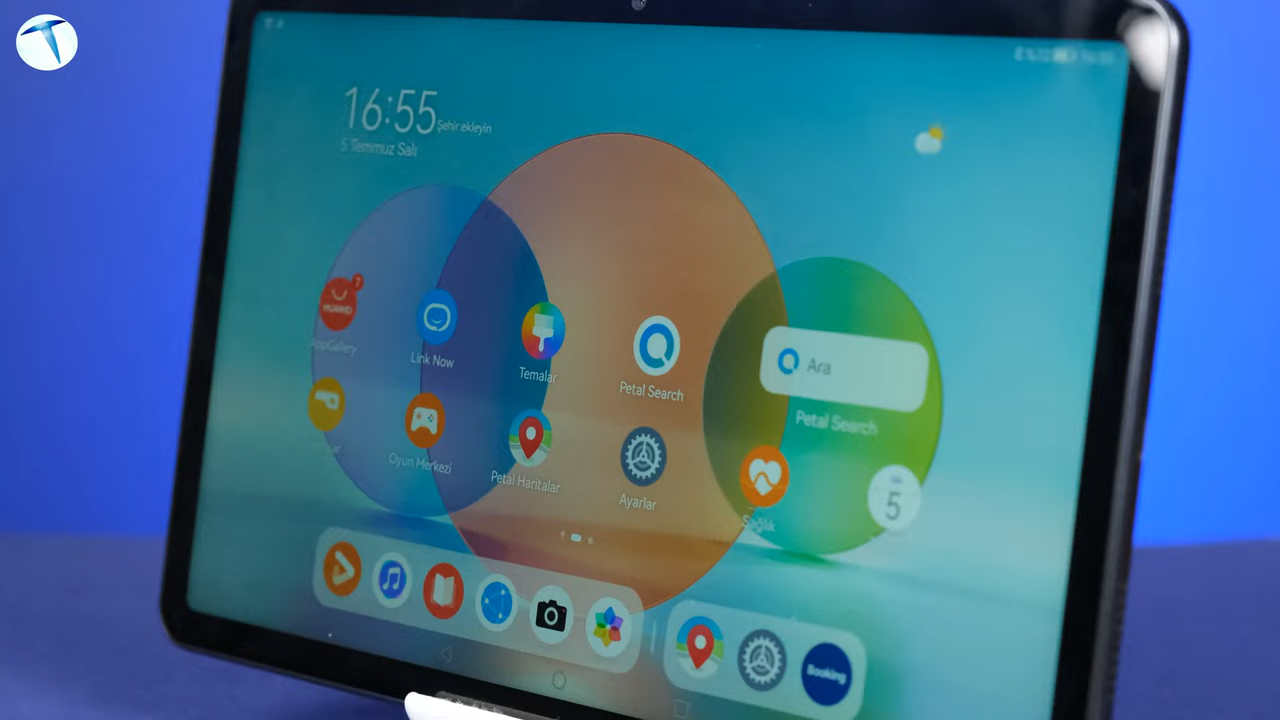 16:55 Şehir ekleyin
5 Temmuz Salı
7
HUAWEI
AppGallery
Link Now
Temalar
Petal Search
Ara
Petal Search
Oyun Merkezi
Petal Haritalar
Ayarlar
Sağlık
5
Booking